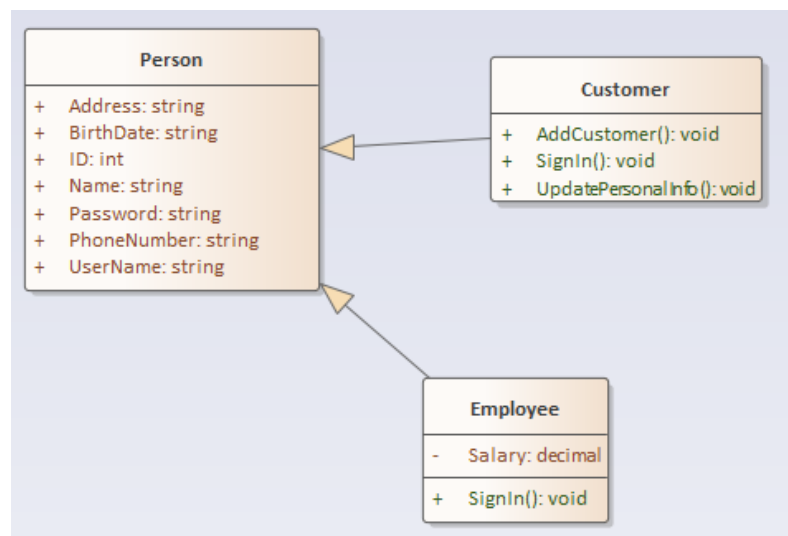 Person
+ Address: string
+ BirthDate: string
+ ID: int
+ Name: string
+ Password: string
+ PhoneNumber: string
+ UserName: string
Customer
+ AddCustomer(): void
+ SignIn(): void
+ UpdatePersonalInfo(): void
Employee
- Salary: decimal
+ SignIn(): void